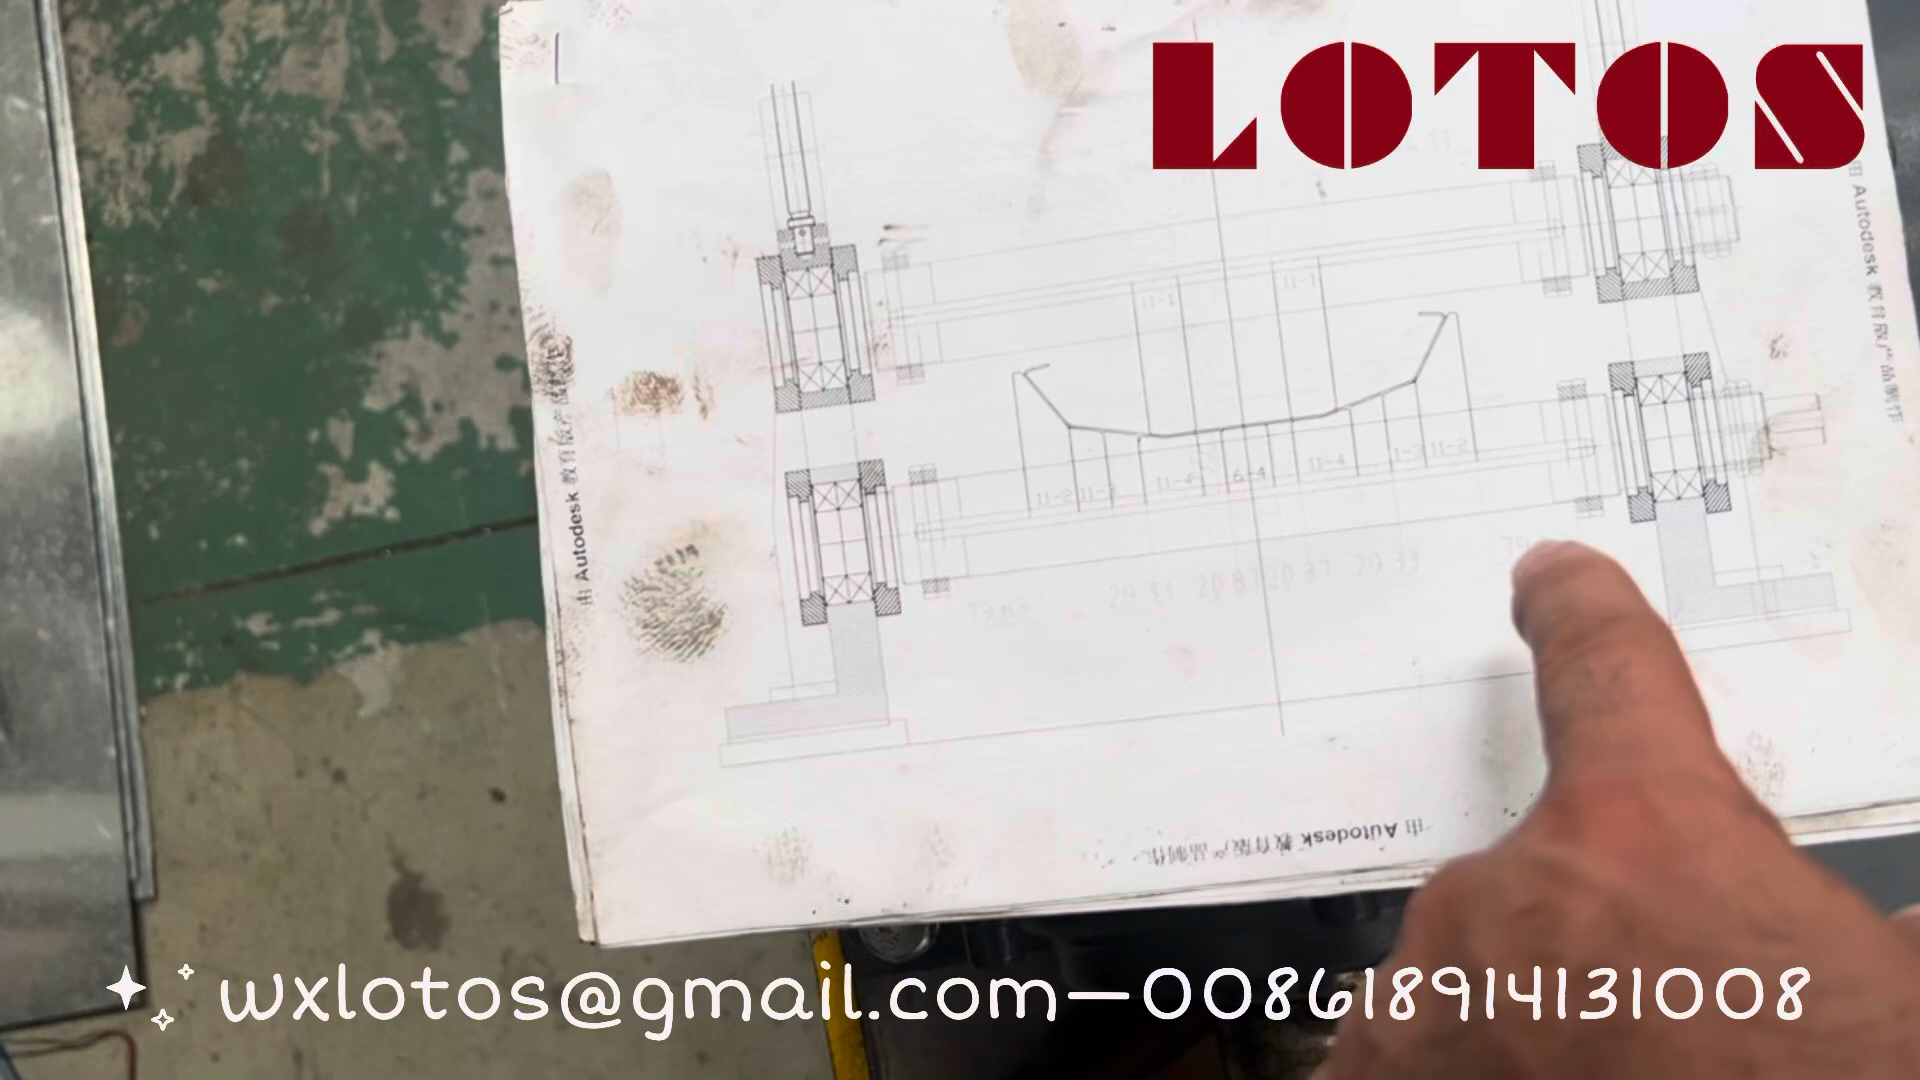 LOTOS
由 Autodesk 教育版产品制作
11-1
11-1
11-2 11-3 11-4 6-4 11-4 11-2
29.33 20.87 20.87 29.33
由 Autodesk 教育版产品制作
由 Autodesk 教育版产品制作
wxlotos@gmail.com—008618914131008